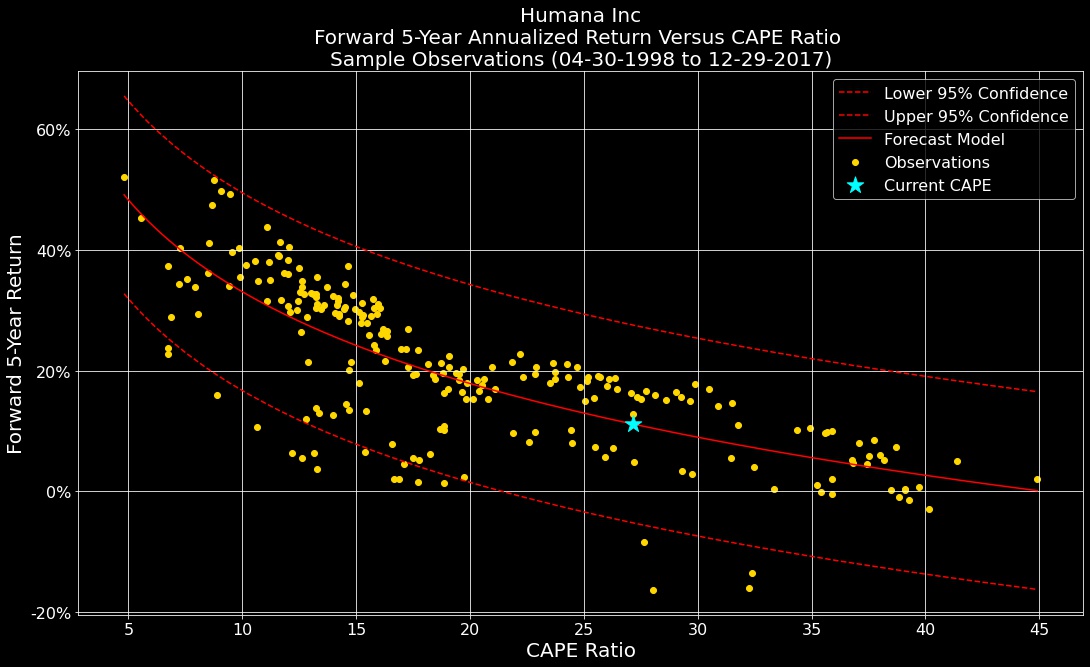 Humana Inc
Forward 5-Year Annualized Return Versus CAPE Ratio
Sample Observations (04-30-1998 to 12-29-2017)
Lower 95% Confidence
Upper 95% Confidence
Forecast Model
Observations
Current CAPE
Forward 5-Year Return
60%
40%
20%
0%
-20%
5 10 15 20 25 30 35 40 45
CAPE Ratio